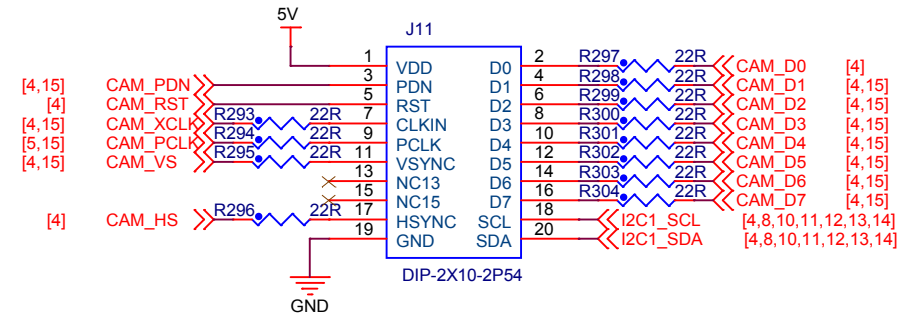 5V
J11
1 VDD D0 2 R297 22R CAM_D0 [4]
[4,15] CAM_PDN 3 PDN D1 4 R298 22R CAM_D1 [4,15]
[4] CAM_RST 5 RST D2 6 R299 22R CAM_D2 [4,15]
[4,15] CAM_XCLK R293 22R 7 CLKIN D3 8 R300 22R CAM_D3 [4,15]
[5,15] CAM_PCLK R294 22R 9 PCLK D4 10 R301 22R CAM_D4 [4,15]
[4,15] CAM_VS R295 22R 11 VSYNC D5 12 R302 22R CAM_D5 [4,15]
13 NC13 D6 14 R303 22R CAM_D6 [4,15]
15 NC15 D7 16 R304 22R CAM_D7 [4,15]
[4] CAM_HS R296 22R 17 HSYNC SCL 18 I2C1_SCL [4,8,10,11,12,13,14]
19 GND SDA 20 I2C1_SDA [4,8,10,11,12,13,14]
DIP-2X10-2P54
GND